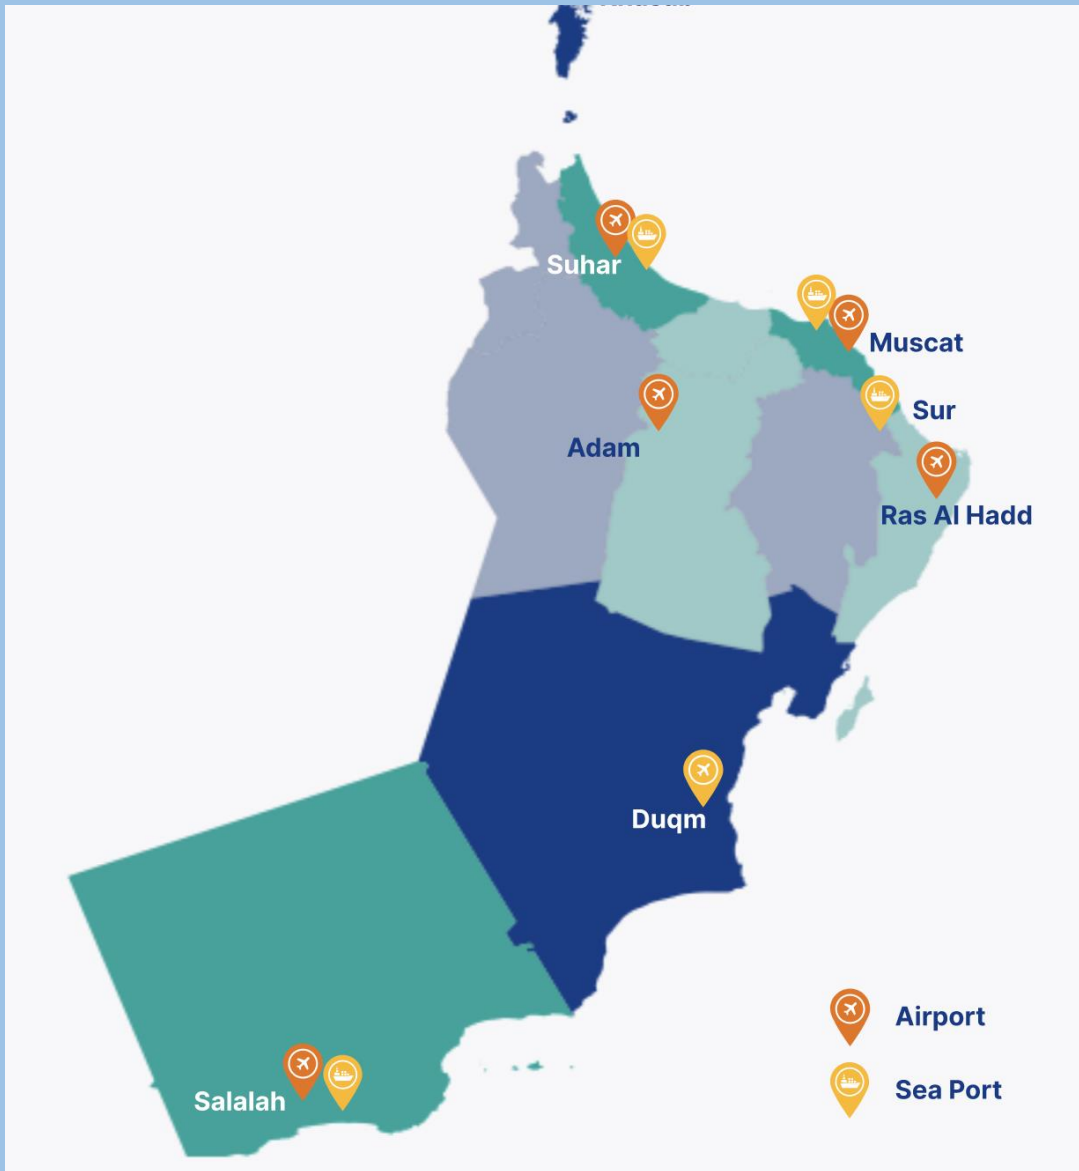 Suhar
Muscat
Sur
Adam
Ras Al Hadd
Duqm
Airport
Sea Port
Salalah